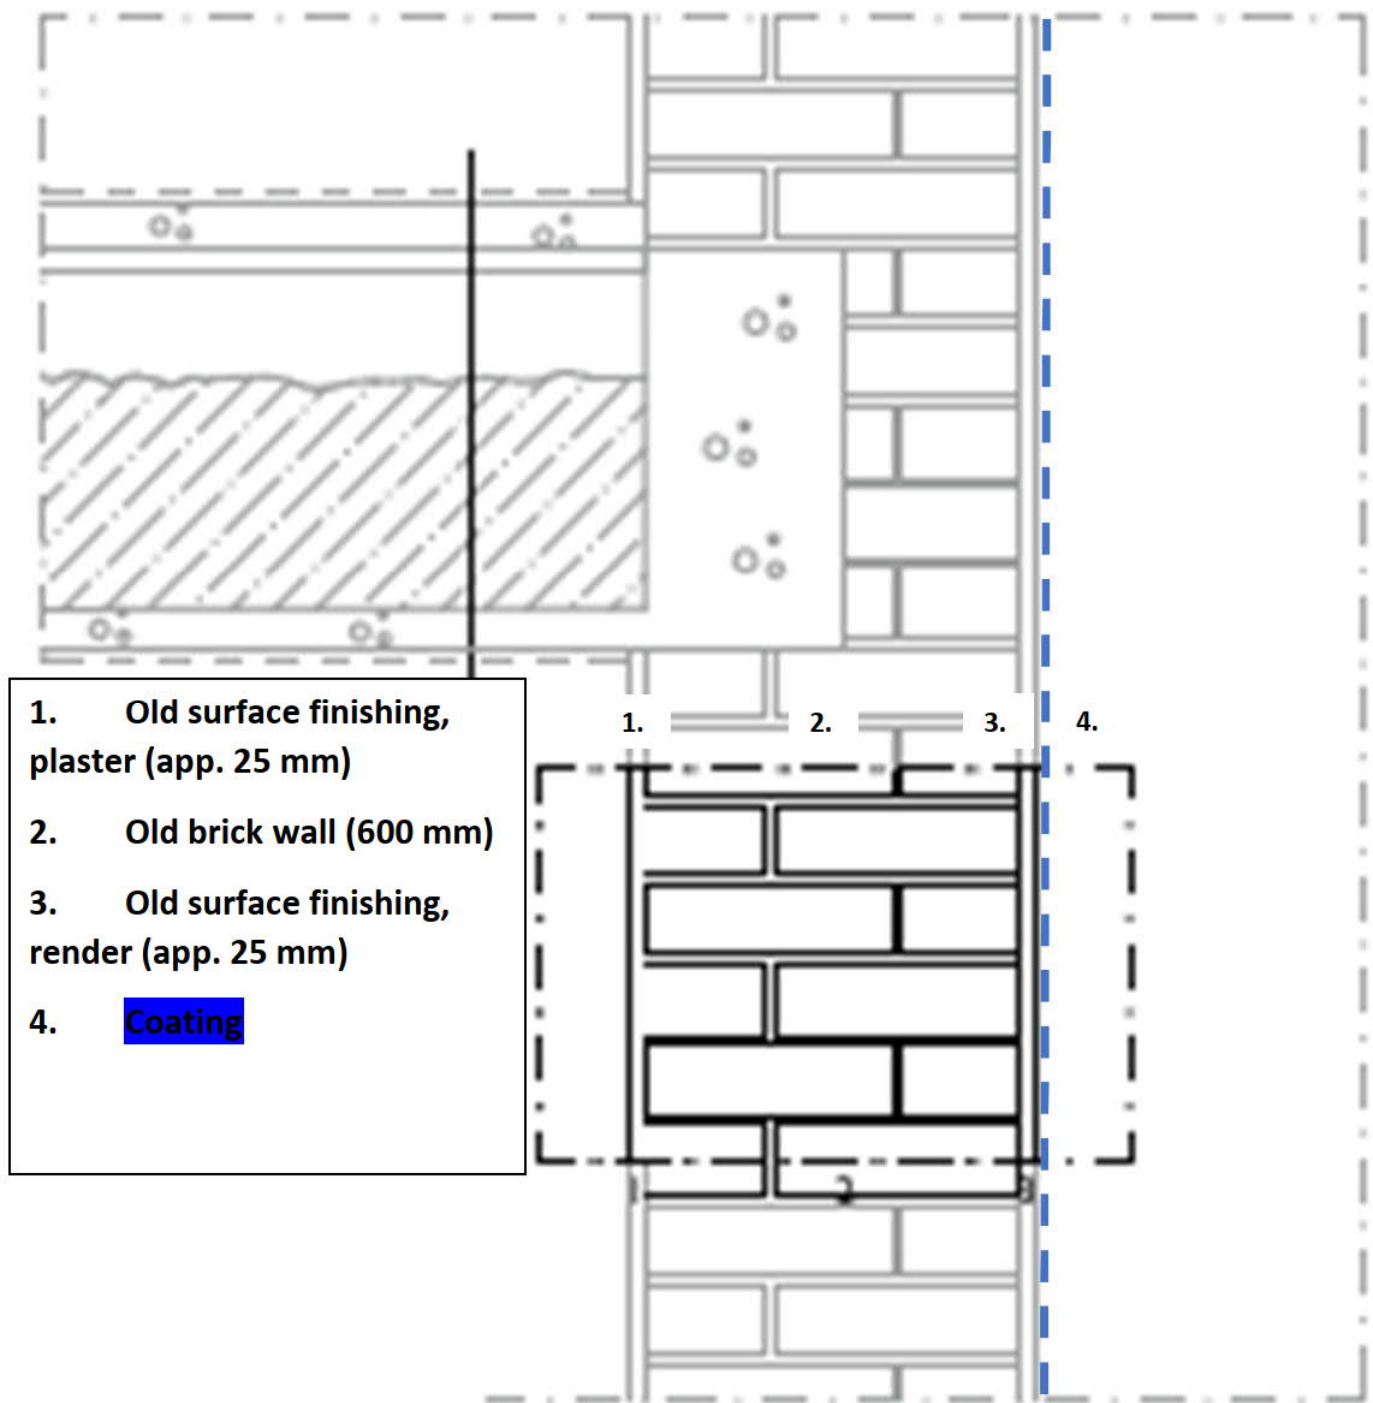 1. Old surface finishing,
plaster (app. 25 mm)
2. Old brick wall (600 mm)
3. Old surface finishing,
render (app. 25 mm)
4. Coating
1. 2. 3. 4.